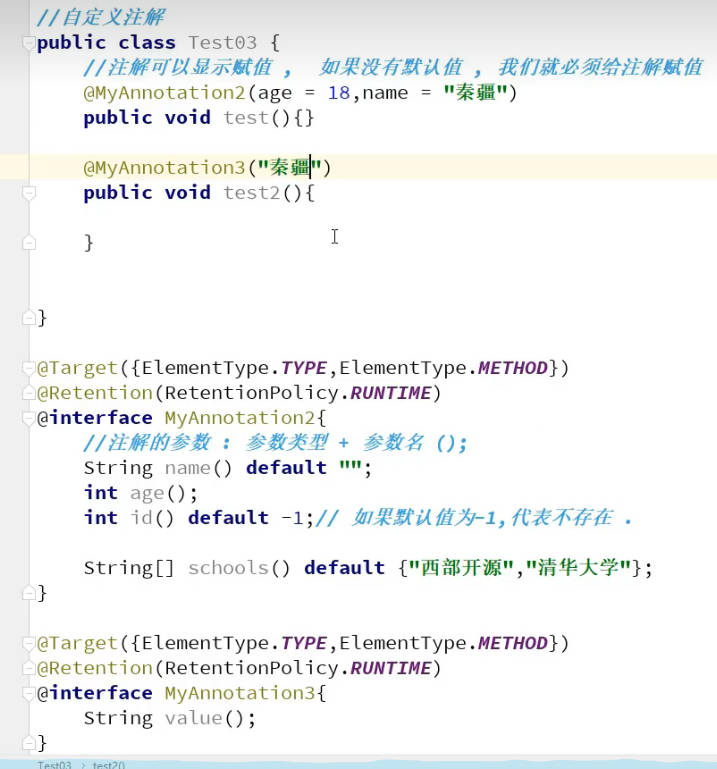 //自定义注解
public class Test03 {
//注解可以显示赋值 ， 如果没有默认值 ，我们就必须给注解赋值
@MyAnnotation2(age = 18,name = "秦疆")
public void test(){}
@MyAnnotation3("秦疆")
public void test2(){
}
}
@Target({ElementType.TYPE,ElementType.METHOD})
@Retention(RetentionPolicy.RUNTIME)
@interface MyAnnotation2{
//注解的参数 : 参数类型 + 参数名 ();
String name() default "";
int age();
int id() default -1;// 如果默认值为-1,代表不存在 .
String[] schools() default {"西部开源","清华大学"};
}
@Target({ElementType.TYPE,ElementType.METHOD})
@Retention(RetentionPolicy.RUNTIME)
@interface MyAnnotation3{
String value();
}
Test03 › test2()